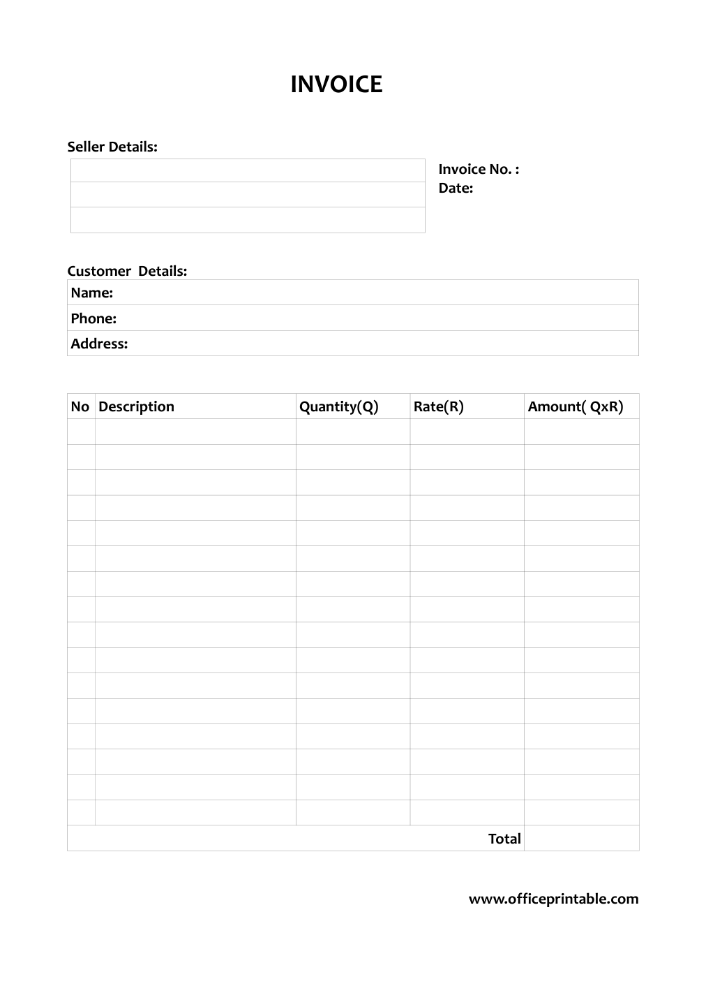 INVOICE
Seller Details:
Invoice No. :
Date:
Customer  Details:
Name:
Phone:
Address:
No Description Quantity(Q) Rate(R) Amount( QxR)
Total
www.officeprintable.com